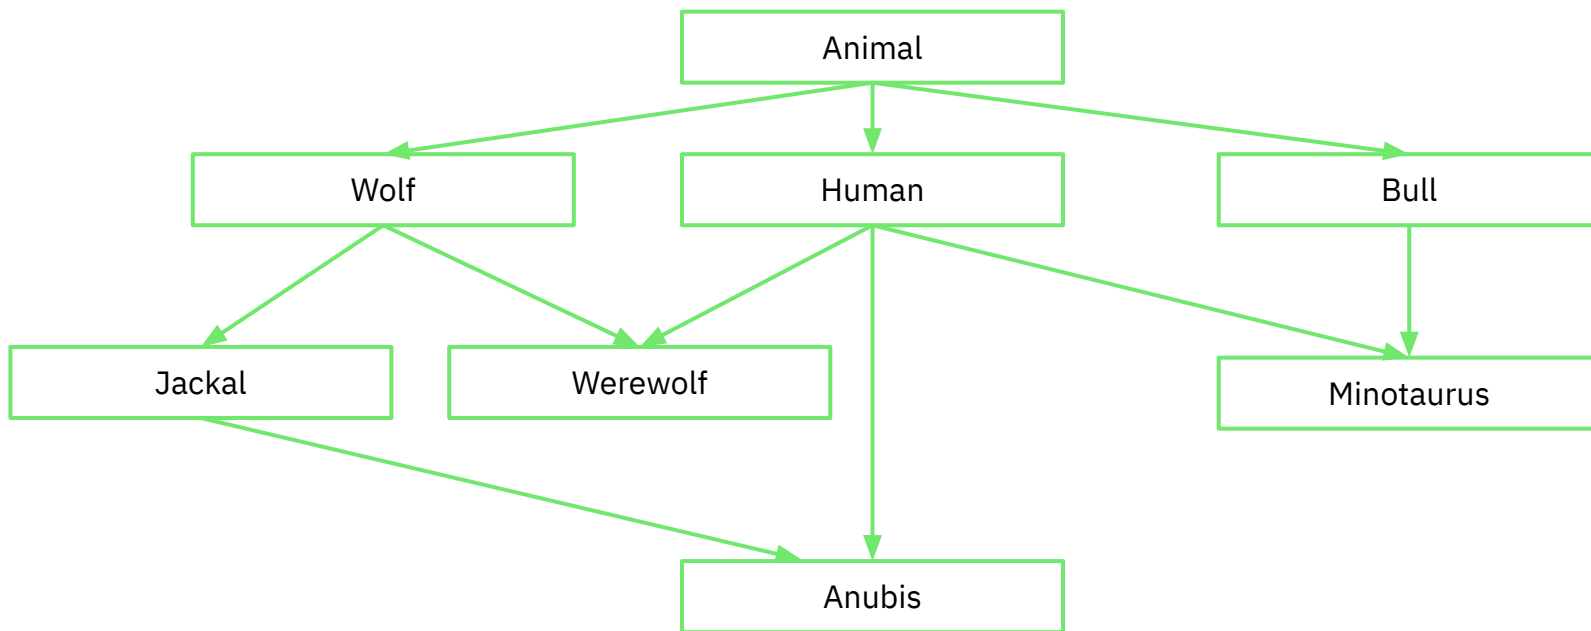 Animal
Wolf
Human
Bull
Jackal
Werewolf
Minotaurus
Anubis